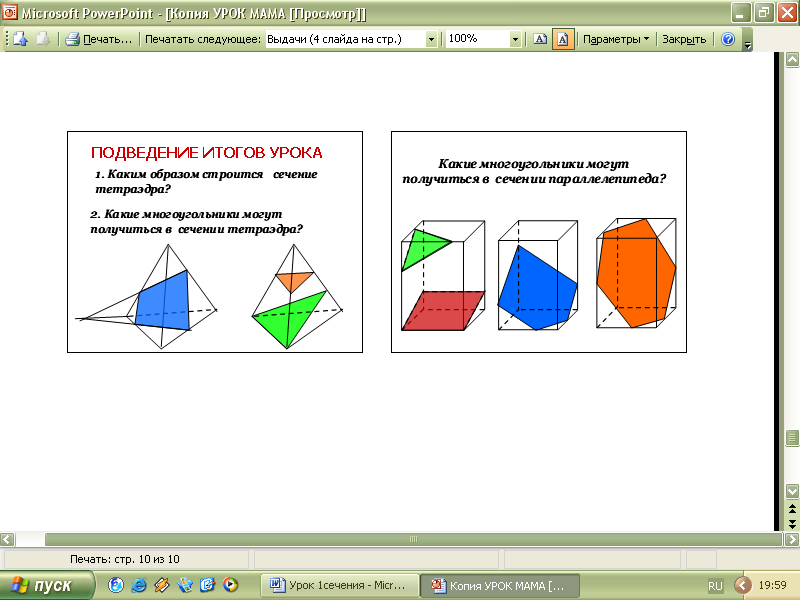 Microsoft PowerPoint - [Копия УРОК МАМА [Просмотр]]
Печать... Печатать следующее: Выдачи (4 слайда на стр.) 100% A A Параметры Закрыть
ПОДВЕДЕНИЕ ИТОГОВ УРОКА
1. Каким образом строится сечение
тетраэдра?
2. Какие многоугольники могут
получиться в сечении тетраэдра?
Какие многоугольники могут
получиться в сечении параллелепипеда?
Печать: стр. 10 из 10
пуск Урок 1сечения - Micr... Копия УРОК МАМА [... RU 19:59